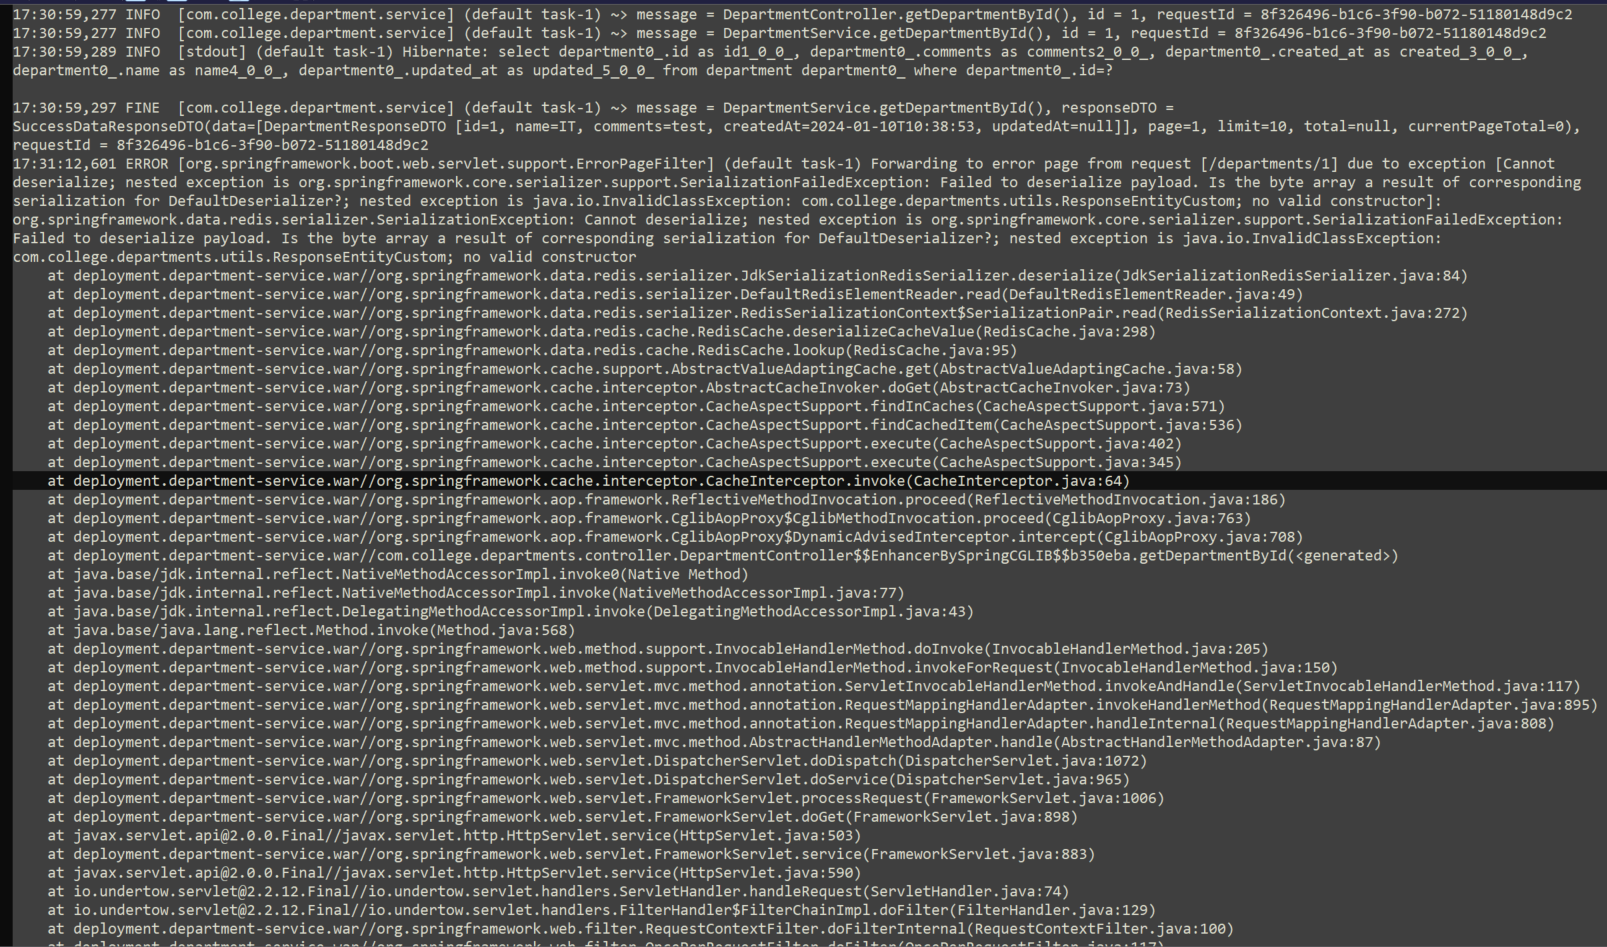 17:30:59,277 INFO  [com.college.department.service] (default task-1) ~> message = DepartmentController.getDepartmentById(), id = 1, requestId = 8f326496-b1c6-3f90-b072-51180148d9c2
17:30:59,277 INFO  [com.college.department.service] (default task-1) ~> message = DepartmentService.getDepartmentById(), id = 1, requestId = 8f326496-b1c6-3f90-b072-51180148d9c2
17:30:59,289 INFO  [stdout] (default task-1) Hibernate: select department0_.id as id1_0_0_, department0_.comments as comments2_0_0_, department0_.created_at as created_3_0_0_,
department0_.name as name4_0_0_, department0_.updated_at as updated_5_0_0_ from department department0_ where department0_.id=?
17:30:59,297 FINE  [com.college.department.service] (default task-1) ~> message = DepartmentService.getDepartmentById(), responseDTO =
SuccessDataResponseDTO(data=[DepartmentResponseDTO [id=1, name=IT, comments=test, createdAt=2024-01-10T10:38:53, updatedAt=null]], page=1, limit=10, total=null, currentPageTotal=0),
requestId = 8f326496-b1c6-3f90-b072-51180148d9c2
17:31:12,601 ERROR [org.springframework.boot.web.servlet.support.ErrorPageFilter] (default task-1) Forwarding to error page from request [/departments/1] due to exception [Cannot
deserialize; nested exception is org.springframework.core.serializer.support.SerializationFailedException: Failed to deserialize payload. Is the byte array a result of corresponding
serialization for DefaultDeserializer?; nested exception is java.io.InvalidClassException: com.college.departments.utils.ResponseEntityCustom; no valid constructor]:
org.springframework.data.redis.serializer.SerializationException: Cannot deserialize; nested exception is org.springframework.core.serializer.support.SerializationFailedException:
Failed to deserialize payload. Is the byte array a result of corresponding serialization for DefaultDeserializer?; nested exception is java.io.InvalidClassException:
com.college.departments.utils.ResponseEntityCustom; no valid constructor
at deployment.department-service.war//org.springframework.data.redis.serializer.JdkSerializationRedisSerializer.deserialize(JdkSerializationRedisSerializer.java:84)
at deployment.department-service.war//org.springframework.data.redis.serializer.DefaultRedisElementReader.read(DefaultRedisElementReader.java:49)
at deployment.department-service.war//org.springframework.data.redis.serializer.RedisSerializationContext$SerializationPair.read(RedisSerializationContext.java:272)
at deployment.department-service.war//org.springframework.data.redis.cache.RedisCache.deserializeCacheValue(RedisCache.java:298)
at deployment.department-service.war//org.springframework.data.redis.cache.RedisCache.lookup(RedisCache.java:95)
at deployment.department-service.war//org.springframework.cache.support.AbstractValueAdaptingCache.get(AbstractValueAdaptingCache.java:58)
at deployment.department-service.war//org.springframework.cache.interceptor.AbstractCacheInvoker.doGet(AbstractCacheInvoker.java:73)
at deployment.department-service.war//org.springframework.cache.interceptor.CacheAspectSupport.findInCaches(CacheAspectSupport.java:571)
at deployment.department-service.war//org.springframework.cache.interceptor.CacheAspectSupport.findCachedItem(CacheAspectSupport.java:536)
at deployment.department-service.war//org.springframework.cache.interceptor.CacheAspectSupport.execute(CacheAspectSupport.java:402)
at deployment.department-service.war//org.springframework.cache.interceptor.CacheAspectSupport.execute(CacheAspectSupport.java:345)
at deployment.department-service.war//org.springframework.cache.interceptor.CacheInterceptor.invoke(CacheInterceptor.java:64)
at deployment.department-service.war//org.springframework.aop.framework.ReflectiveMethodInvocation.proceed(ReflectiveMethodInvocation.java:186)
at deployment.department-service.war//org.springframework.aop.framework.CglibAopProxy$CglibMethodInvocation.proceed(CglibAopProxy.java:763)
at deployment.department-service.war//org.springframework.aop.framework.CglibAopProxy$DynamicAdvisedInterceptor.intercept(CglibAopProxy.java:708)
at deployment.department-service.war//com.college.departments.controller.DepartmentController$$EnhancerBySpringCGLIB$$b350eba.getDepartmentById(<generated>)
at java.base/jdk.internal.reflect.NativeMethodAccessorImpl.invoke0(Native Method)
at java.base/jdk.internal.reflect.NativeMethodAccessorImpl.invoke(NativeMethodAccessorImpl.java:77)
at java.base/jdk.internal.reflect.DelegatingMethodAccessorImpl.invoke(DelegatingMethodAccessorImpl.java:43)
at java.base/java.lang.reflect.Method.invoke(Method.java:568)
at deployment.department-service.war//org.springframework.web.method.support.InvocableHandlerMethod.doInvoke(InvocableHandlerMethod.java:205)
at deployment.department-service.war//org.springframework.web.method.support.InvocableHandlerMethod.invokeForRequest(InvocableHandlerMethod.java:150)
at deployment.department-service.war//org.springframework.web.servlet.mvc.method.annotation.ServletInvocableHandlerMethod.invokeAndHandle(ServletInvocableHandlerMethod.java:117)
at deployment.department-service.war//org.springframework.web.servlet.mvc.method.annotation.RequestMappingHandlerAdapter.invokeHandlerMethod(RequestMappingHandlerAdapter.java:895)
at deployment.department-service.war//org.springframework.web.servlet.mvc.method.annotation.RequestMappingHandlerAdapter.handleInternal(RequestMappingHandlerAdapter.java:808)
at deployment.department-service.war//org.springframework.web.servlet.mvc.method.AbstractHandlerMethodAdapter.handle(AbstractHandlerMethodAdapter.java:87)
at deployment.department-service.war//org.springframework.web.servlet.DispatcherServlet.doDispatch(DispatcherServlet.java:1072)
at deployment.department-service.war//org.springframework.web.servlet.DispatcherServlet.doService(DispatcherServlet.java:965)
at deployment.department-service.war//org.springframework.web.servlet.FrameworkServlet.processRequest(FrameworkServlet.java:1006)
at deployment.department-service.war//org.springframework.web.servlet.FrameworkServlet.doGet(FrameworkServlet.java:898)
at javax.servlet.api@2.0.0.Final//javax.servlet.http.HttpServlet.service(HttpServlet.java:503)
at deployment.department-service.war//org.springframework.web.servlet.FrameworkServlet.service(FrameworkServlet.java:883)
at javax.servlet.api@2.0.0.Final//javax.servlet.http.HttpServlet.service(HttpServlet.java:590)
at io.undertow.servlet@2.2.12.Final//io.undertow.servlet.handlers.ServletHandler.handleRequest(ServletHandler.java:74)
at io.undertow.servlet@2.2.12.Final//io.undertow.servlet.handlers.FilterHandler$FilterChainImpl.doFilter(FilterHandler.java:129)
at deployment.department-service.war//org.springframework.web.filter.RequestContextFilter.doFilterInternal(RequestContextFilter.java:100)